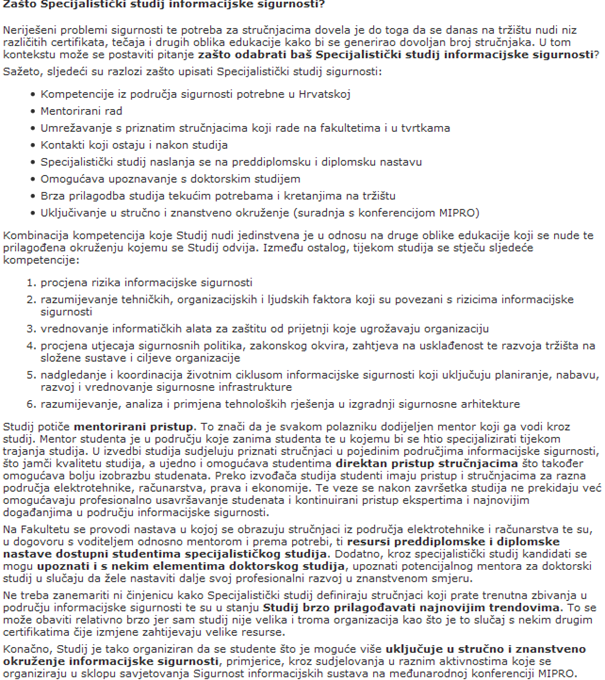 Zašto Specijalistički studij informacijske sigurnosti?
Neriješeni problemi sigurnosti te potreba za stručnjacima dovela je do toga da se danas na tržištu nudi niz
različitih certifikata, tečaja i drugih oblika edukacije kako bi se generirao dovoljan broj stručnjaka. U tom
kontekstu može se postaviti pitanje zašto odabrati baš Specijalistički studij informacijske sigurnosti?
Sažeto, sljedeći su razlozi zašto upisati Specijalistički studij sigurnosti:
• Kompetencije iz područja sigurnosti potrebne u Hrvatskoj
• Mentorirani rad
• Umrežavanje s priznatim stručnjacima koji rade na fakultetima i u tvrtkama
• Kontakti koji ostaju i nakon studija
• Specijalistički studij naslanja se na preddiplomsku i diplomsku nastavu
• Omogućava upoznavanje s doktorskim studijem
• Brza prilagodba studija tekućim potrebama i kretanjima na tržištu
• Uključivanje u stručno i znanstveno okruženje (suradnja s konferencijom MIPRO)
Kombinacija kompetencija koje Studij nudi jedinstvena je u odnosu na druge oblike edukacije koji se nude te
prilagođena okruženju kojemu se Studij odvija. Između ostalog, tijekom studija se stječu sljedeće
kompetencije:
1. procjena rizika informacijske sigurnosti
2. razumijevanje tehničkih, organizacijskih i ljudskih faktora koji su povezani s rizicima informacijske
sigurnosti
3. vrednovanje informatičkih alata za zaštitu od prijetnji koje ugrožavaju organizaciju
4. procjena utjecaja sigurnosnih politika, zakonskog okvira, zahtjeva na usklađenost te razvoja tržišta na
složene sustave i ciljeve organizacije
5. nadgledanje i koordinacija životnim ciklusom informacijske sigurnosti koji uključuju planiranje, nabavu,
razvoj i vrednovanje sigurnosne infrastrukture
6. razumijevanje, analiza i primjena tehnoloških rješenja u izgradnji sigurnosne arhitekture
Studij potiče mentorirani pristup. To znači da je svakom polazniku dodijeljen mentor koji ga vodi kroz
studij. Mentor studenta je u području koje zanima studenta te u kojemu bi se htio specijalizirati tijekom
trajanja studija. U izvedbi studija sudjeluju priznati stručnjaci u pojedinim područjima informacijske sigurnosti,
što jamči kvalitetu studija, a ujedno i omogućava studentima direktan pristup stručnjacima što također
omogućava bolju izobrazbu studenata. Preko izvođača studija studenti imaju pristup i stručnjacima za razna
područja elektrotehnike, računarstva, prava i ekonomije. Te veze se nakon završetka studija ne prekidaju već
omogućavaju profesionalno usavršavanje studenata i kontinuirani pristup ekspertima i najnovijim
događanjima u području informacijske sigurnosti.
Na Fakultetu se provodi nastava u kojoj se obrazuju stručnjaci iz područja elektrotehnike i računarstva te su,
u dogovoru s voditeljem odnosno mentorom i prema potrebi, ti resursi preddiplomske i diplomske
nastave dostupni studentima specijalističkog studija. Dodatno, kroz specijalistički studij kandidati se
mogu upoznati i s nekim elementima doktorskog studija, upoznati potencijalnog mentora za doktorski
studij u slučaju da žele nastaviti dalje svoj profesionalni razvoj u znanstvenom smjeru.
Ne treba zanemariti ni činjenicu kako Specijalistički studij definiraju stručnjaci koji prate trenutna zbivanja u
području informacijske sigurnosti te su u stanju Studij brzo prilagođavati najnovijim trendovima. To se
može obaviti relativno brzo jer sam studij nije velika i troma organizacija kao što je to slučaj s nekim drugim
certifikatima čije izmjene zahtijevaju velike resurse.
Konačno, Studij je tako organiziran da se studente što je moguće više uključuje u stručno i znanstveno
okruženje informacijske sigurnosti, primjerice, kroz sudjelovanja u raznim aktivnostima koje se
organiziraju u sklopu savjetovanja Sigurnost informacijskih sustava na međunarodnoj konferenciji MIPRO.